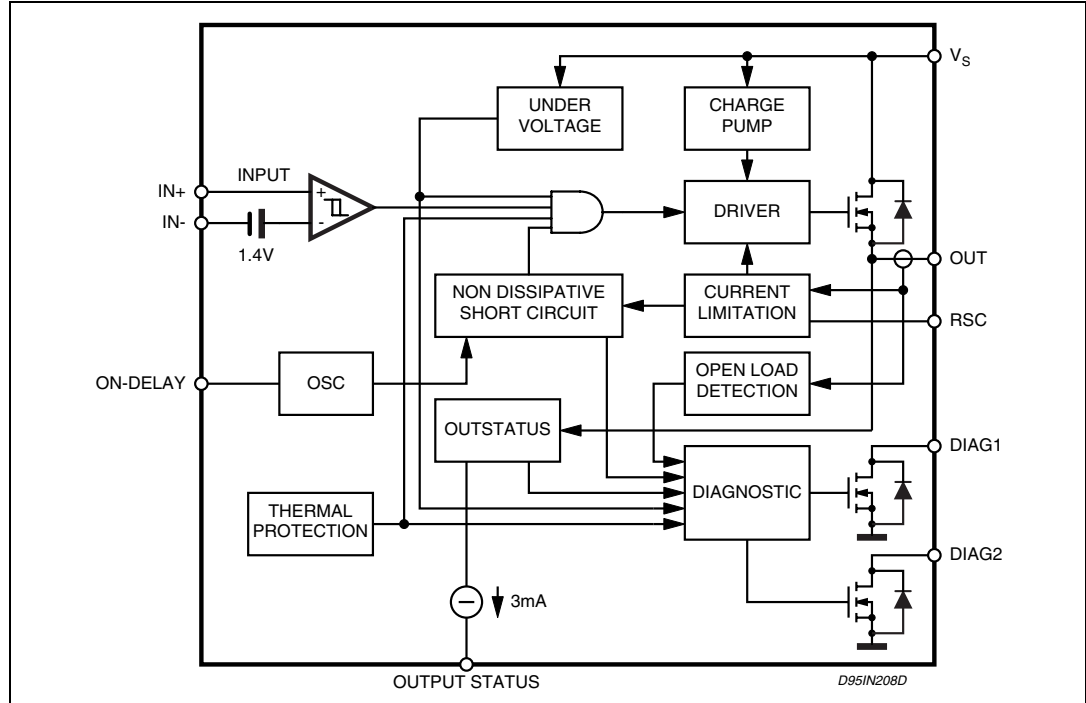 VS
UNDER
VOLTAGE
CHARGE
PUMP
INPUT
IN+
IN-
+
-
1.4V
DRIVER
OUT
NON DISSIPATIVE
SHORT CIRCUIT
CURRENT
LIMITATION
RSC
ON-DELAY
OSC
OPEN LOAD
DETECTION
OUTSTATUS
DIAG1
DIAGNOSTIC
THERMAL
PROTECTION
DIAG2
3mA
OUTPUT STATUS
D95IN208D